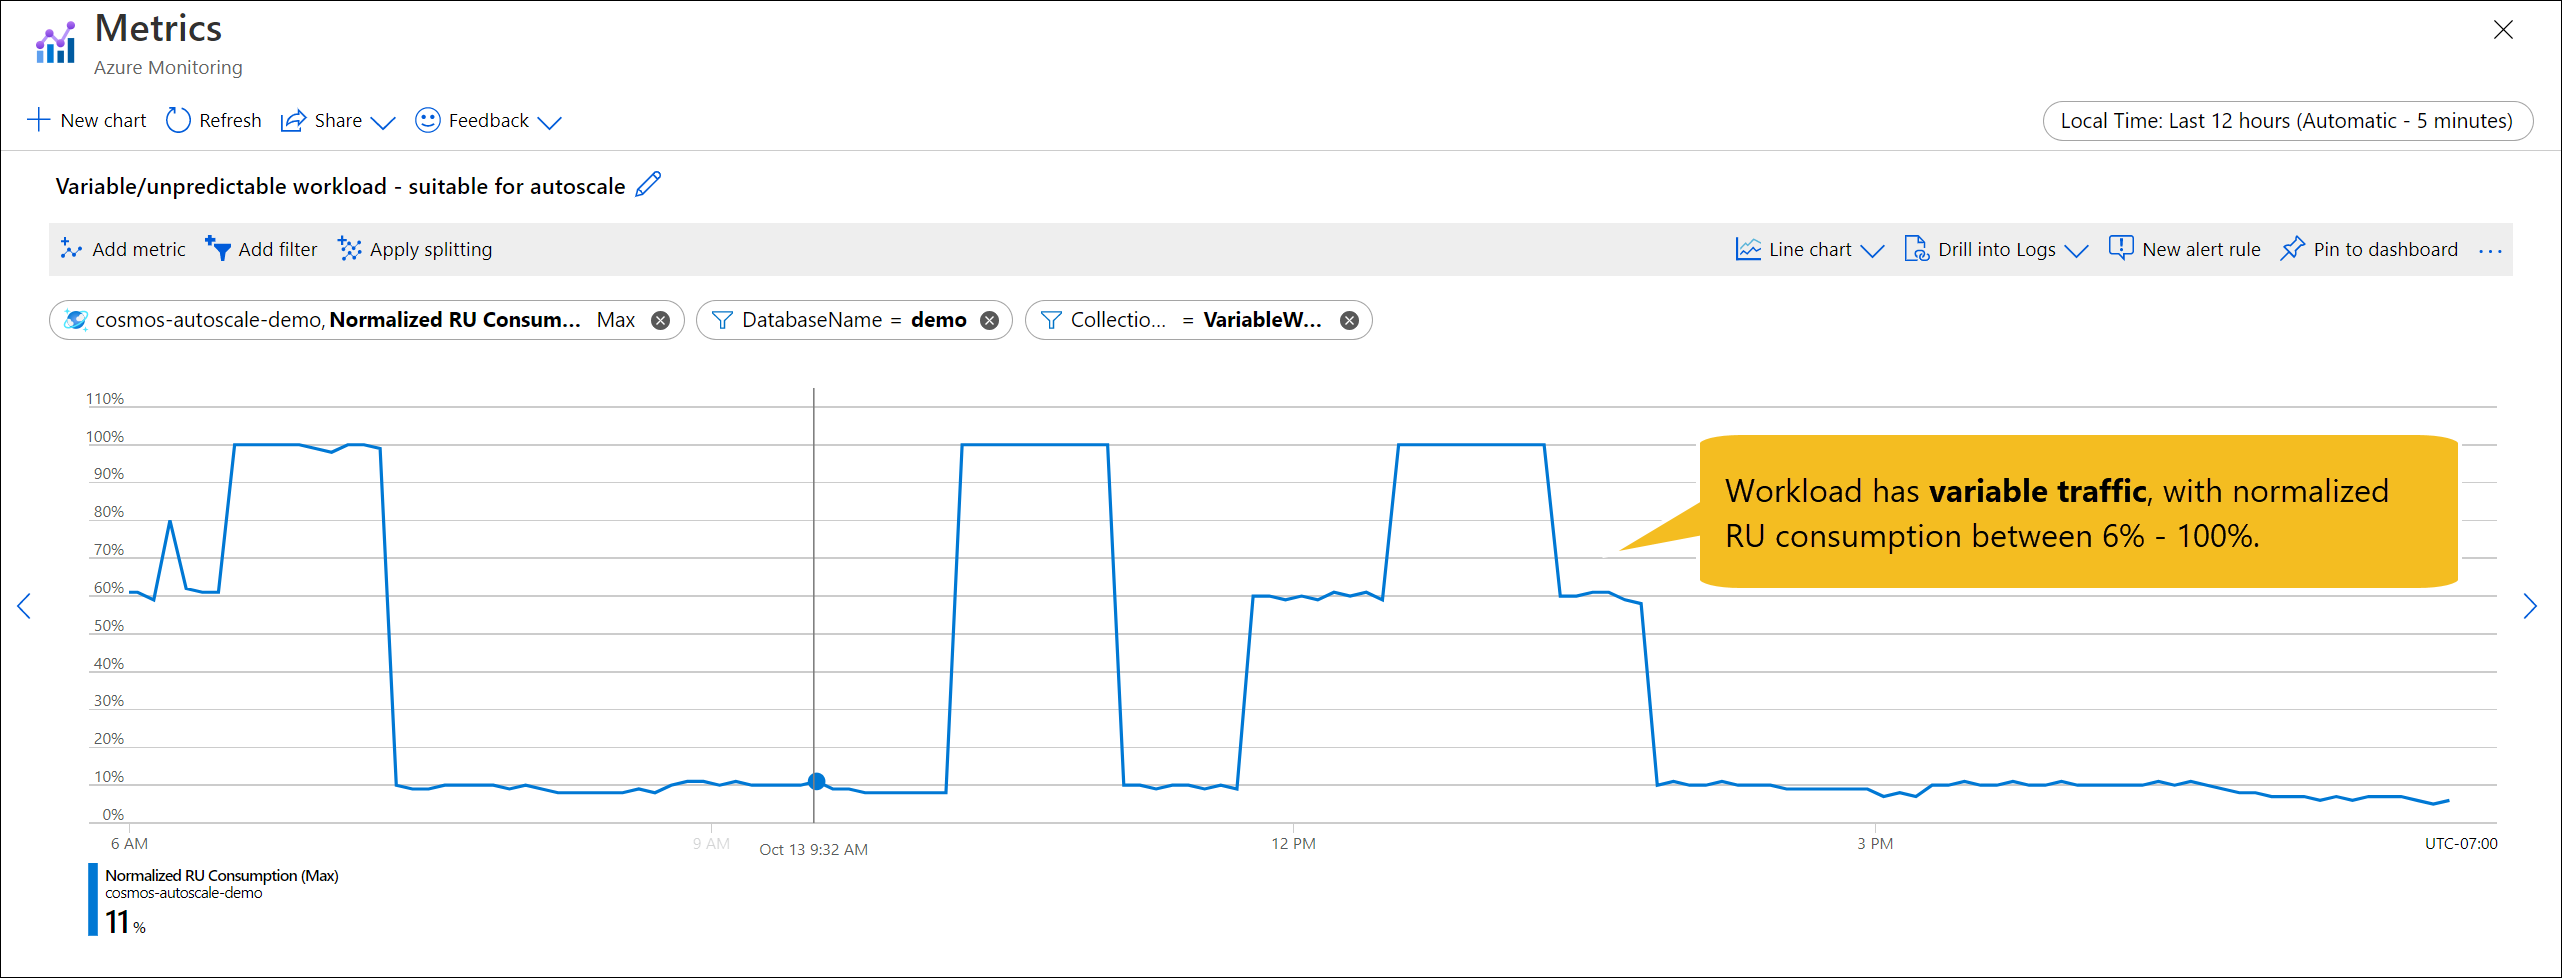 Metrics
Azure Monitoring
New chart Refresh Share Feedback
Local Time: Last 12 hours (Automatic - 5 minutes)
Variable/unpredictable workload - suitable for autoscale
Add metric Add filter Apply splitting Line chart Drill into Logs New alert rule Pin to dashboard ...
cosmos-autoscale-demo, Normalized RU Consum... Max DatabaseName = demo Collectio... = VariableW...
110%
100%
90%
80%
70%
60%
50%
40%
30%
20%
10%
0%
Workload has variable traffic, with normalized
RU consumption between 6% - 100%.
6 AM 9 AM Oct 13 9:32 AM 12 PM 3 PM UTC-07:00
Normalized RU Consumption (Max)
cosmos-autoscale-demo
11 %